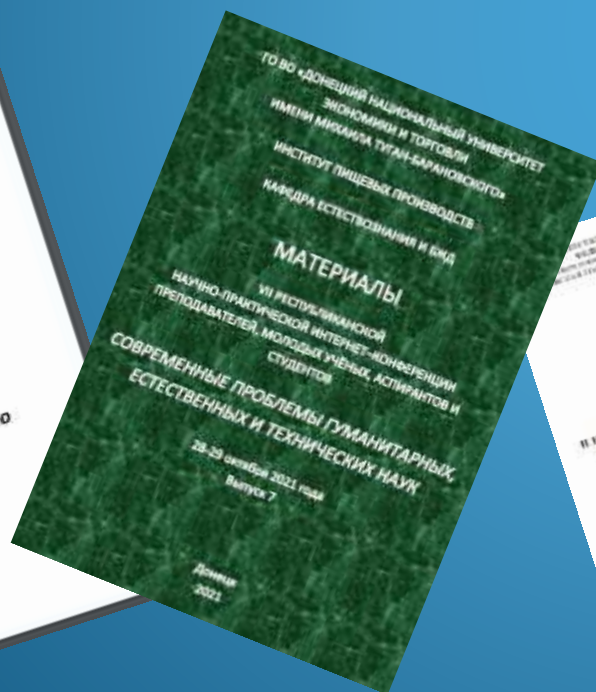 ГО ВО «ДОНЕЦКИЙ НАЦИОНАЛЬНЫЙ УНИВЕРСИТЕТ
ЭКОНОМИКИ И ТОРГОВЛИ
ИМЕНИ МИХАИЛА ТУГАН-БАРАНОВСКОГО»
ИНСТИТУТ ПИЩЕВЫХ ПРОИЗВОДСТВ
КАФЕДРА ЕСТЕСТВОЗНАНИЯ И БЖД
МАТЕРИАЛЫ
VII РЕСПУБЛИКАНСКОЙ
НАУЧНО-ПРАКТИЧЕСКОЙ ИНТЕРНЕТ-КОНФЕРЕНЦИИ
ПРЕПОДАВАТЕЛЕЙ, МОЛОДЫХ УЧЁНЫХ, АСПИРАНТОВ И
СТУДЕНТОВ
СОВРЕМЕННЫЕ ПРОБЛЕМЫ ГУМАНИТАРНЫХ,
ЕСТЕСТВЕННЫХ И ТЕХНИЧЕСКИХ НАУК
28-29 октября 2021 года
Выпуск 7
Донецк
2021